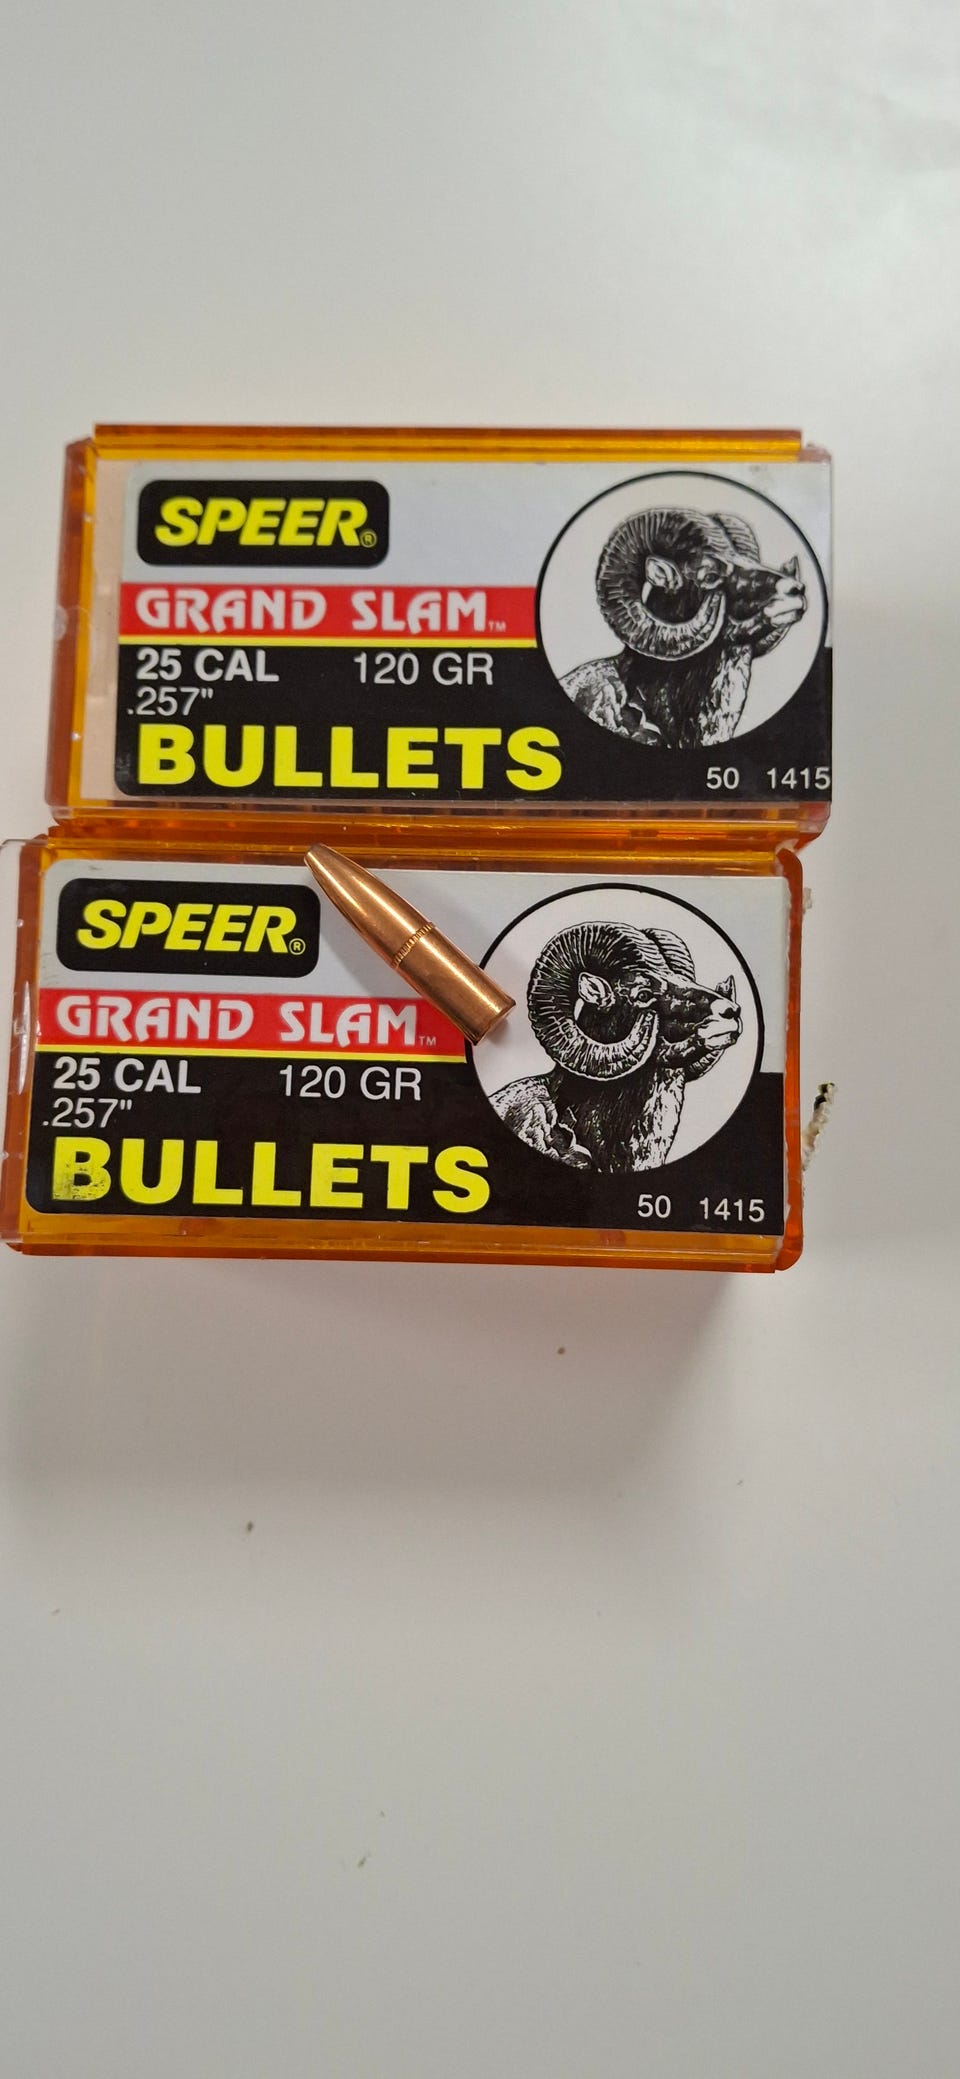 SPEER®
GRAND SLAM™
25 CAL 120 GR
.257"
BULLETS
50 1415
SPEER®
GRAND SLAM™
25 CAL 120 GR
.257"
BULLETS
50 1415